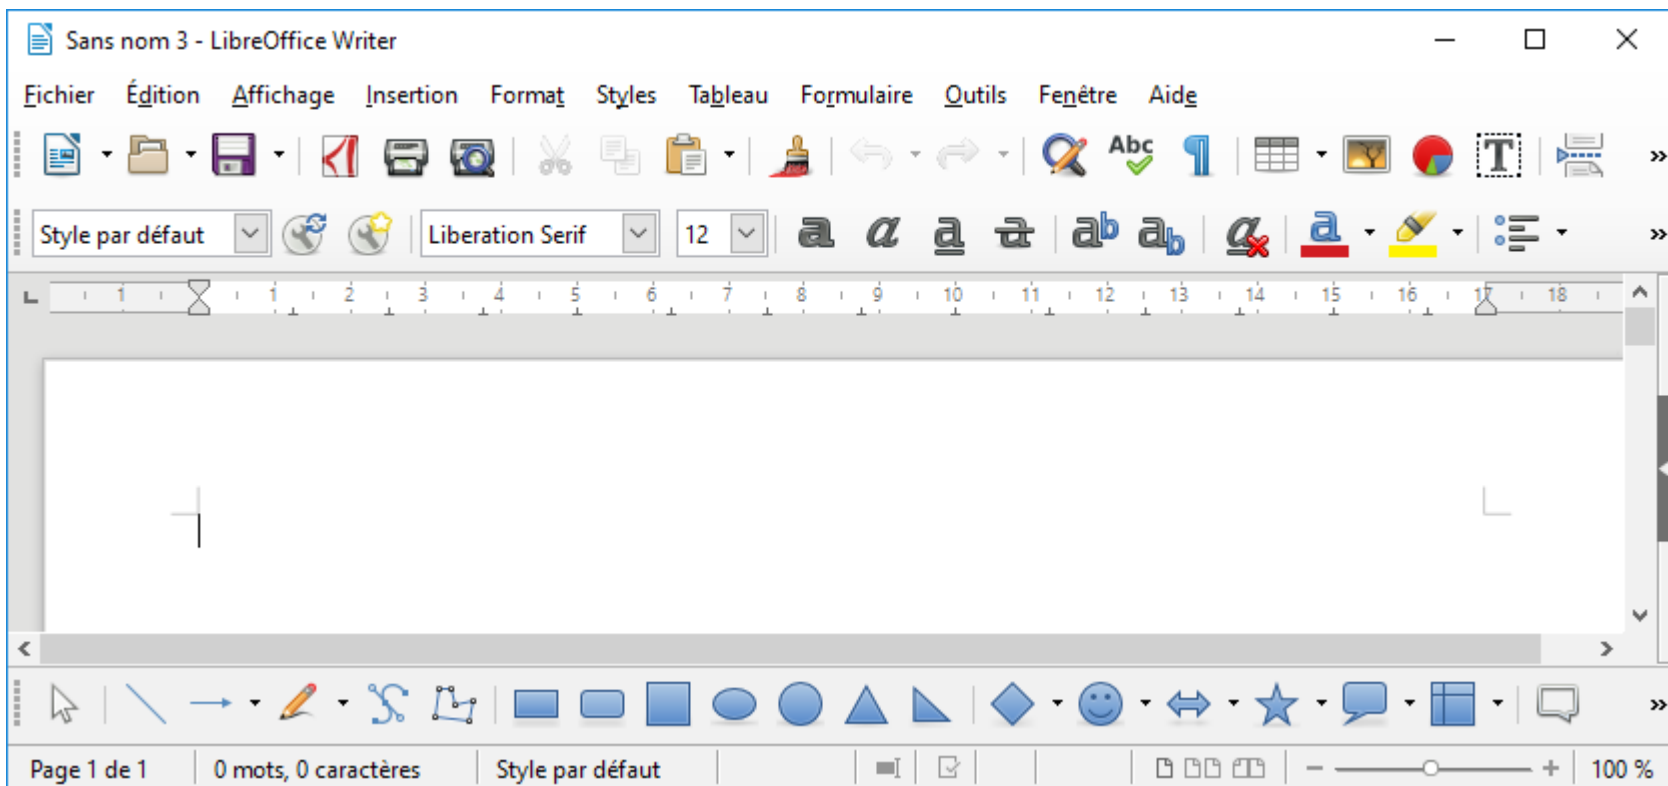 Sans nom 3 - LibreOffice Writer
Fichier Édition Affichage Insertion Format Styles Tableau Formulaire Outils Fenêtre Aide
Abc T
Style par défaut Liberation Serif 12 a a a a ab ab a a
1 1 2 3 4 5 6 7 8 9 10 11 12 13 14 15 16 17 18
Page 1 de 1 0 mots, 0 caractères Style par défaut 100 %